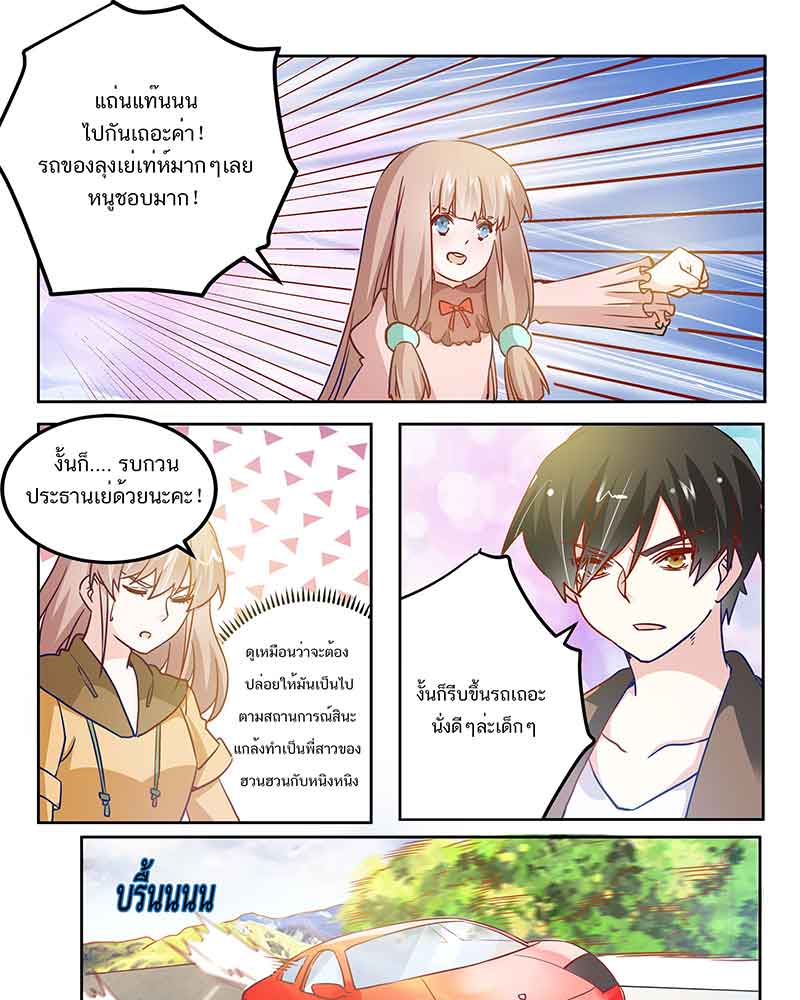 แถ่นแท๊นนน
ไปกันเถอะค่า!
รถของลุงเย่เท่ห์มากๆเลย
หนูชอบมาก!
งั้นก็.... รบกวน
ประธานเย่ด้วยนะคะ!
ดูเหมือนว่าจะต้อง
ปล่อยให้มันเป็นไป
ตามสถานการณ์สินะ
แกล้งทำเป็นพี่สาวของ
ฮวนฮวนกับหนิงหนิง
งั้นก็รีบขึ้นรถเถอะ
นั่งดีๆล่ะเด็กๆ
บรื้นนนน